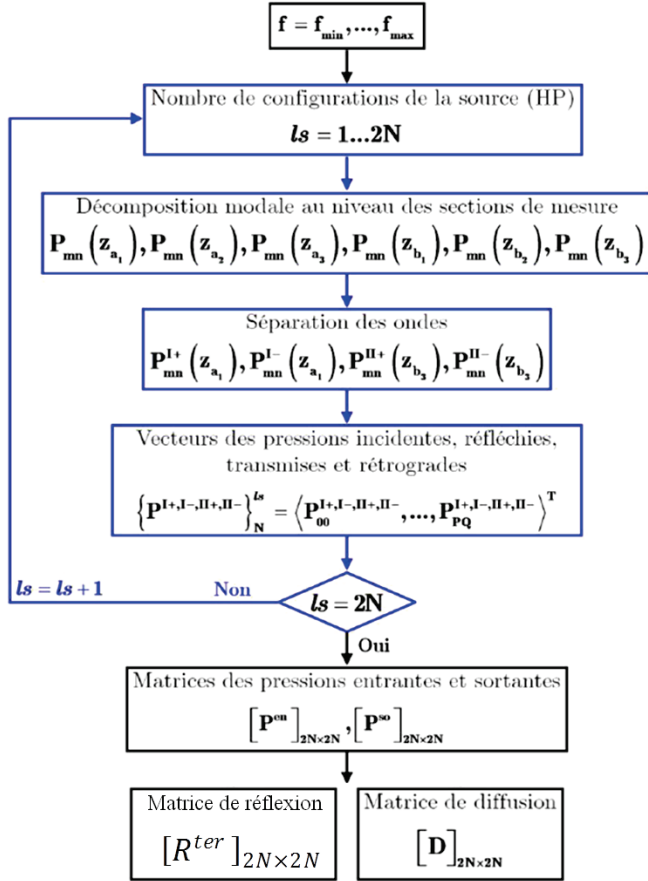 f = f_min,...,f_max
Nombre de configurations de la source (HP)
ls = 1...2N
Décomposition modale au niveau des sections de mesure
P_mn(z_a₁), P_mn(z_a₂), P_mn(z_a₃), P_mn(z_b₁), P_mn(z_b₂), P_mn(z_b₃)
Séparation des ondes
P_mn^I+(z_a₁), P_mn^I-(z_a₁), P_mn^II+(z_b₃), P_mn^II-(z_b₃)
Vecteurs des pressions incidentes, réfléchies,
transmises et rétrogrades
{P^I+,I-,II+,II-}_N^ls = ⟨P_00^I+,I-,II+,II-,...,P_PQ^I+,I-,II+,II-⟩^T
ls = ls + 1
Non
ls = 2N
Oui
Matrices des pressions entrantes et sortantes
[P^en]_2N×2N, [P^so]_2N×2N
Matrice de réflexion
[R^ter]_2N×2N
Matrice de diffusion
[D]_2N×2N